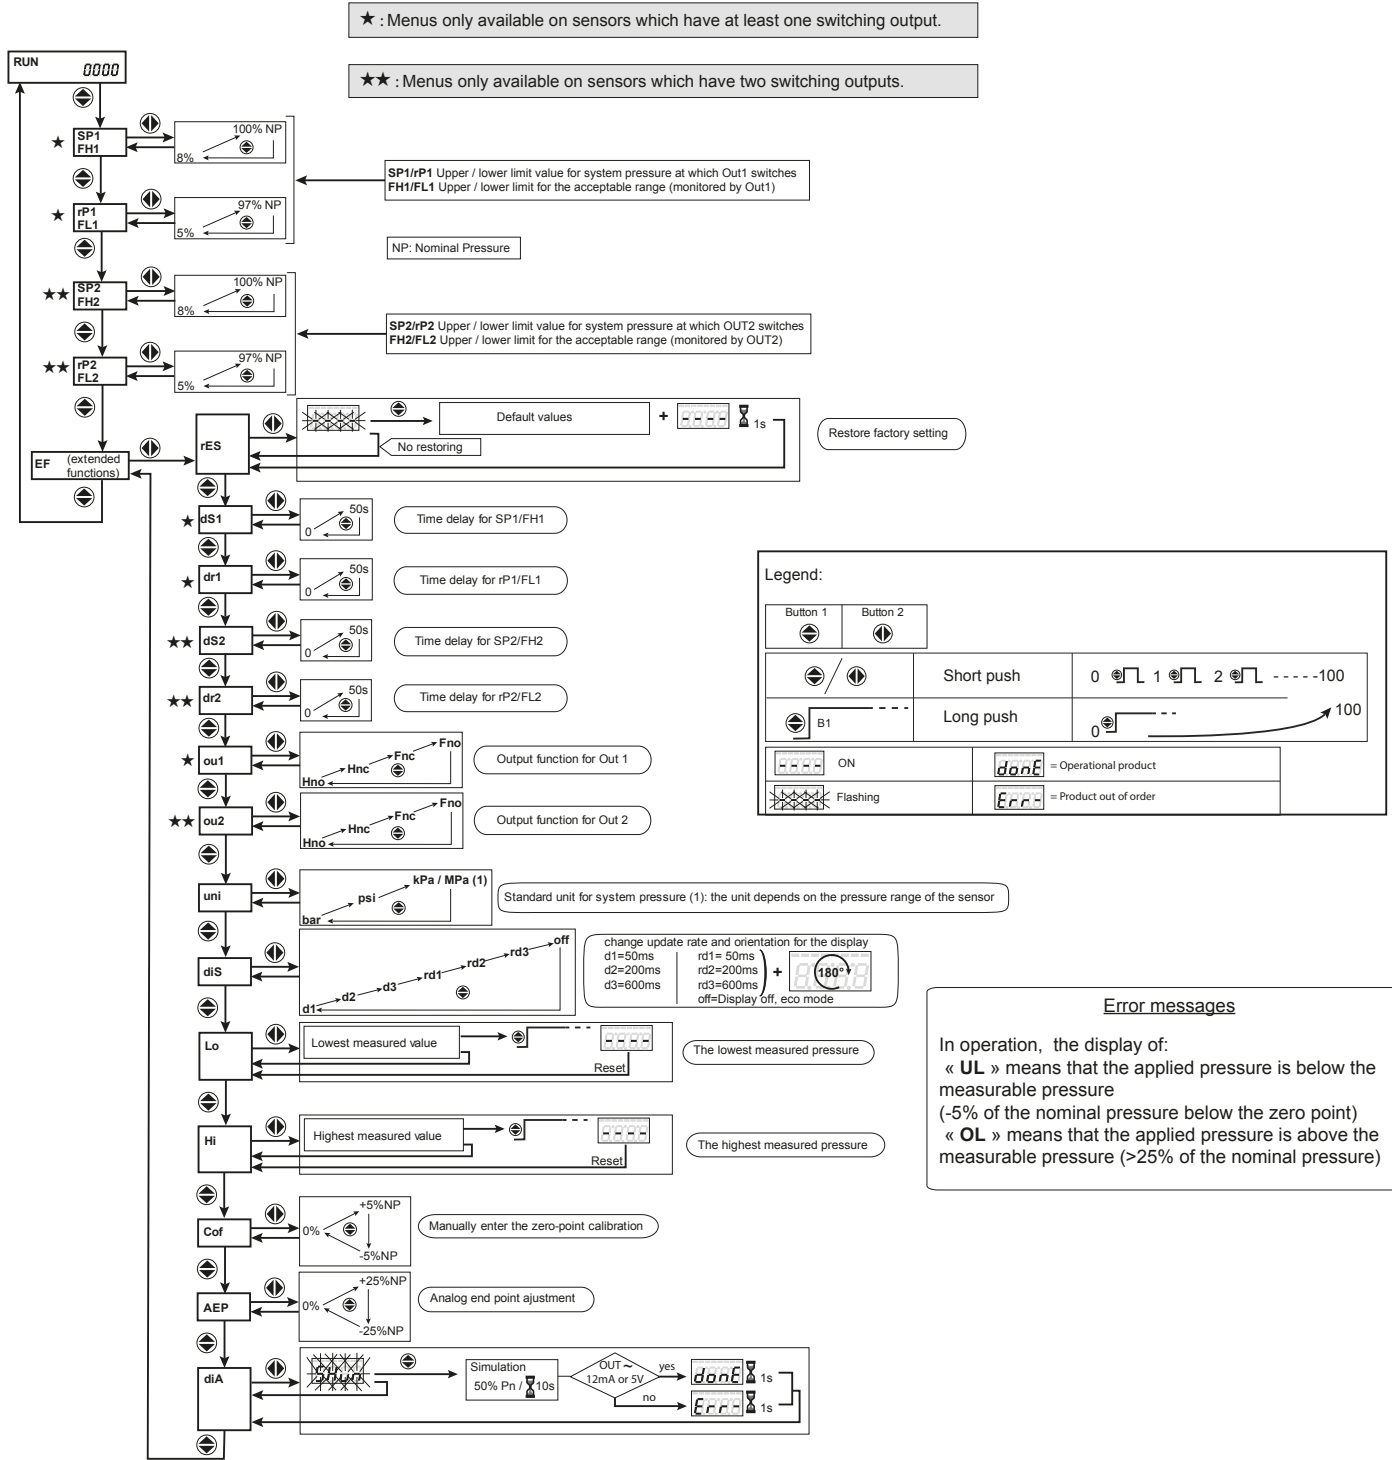 ★ : Menus only available on sensors which have at least one switching output.
★★ : Menus only available on sensors which have two switching outputs.
RUN
0000
★
SP1
FH1
100% NP
8%
★
rP1
FL1
97% NP
5%
SP1/rP1 Upper / lower limit value for system pressure at which Out1 switches
FH1/FL1 Upper / lower limit for the acceptable range (monitored by Out1)
NP: Nominal Pressure
★★
SP2
FH2
100% NP
8%
★★
rP2
FL2
97% NP
5%
SP2/rP2 Upper / lower limit value for system pressure at which OUT2 switches
FH2/FL2 Upper / lower limit for the acceptable range (monitored by OUT2)
EF (extended
functions)
rES
Default values
+
- - - -
1s
No restoring
Restore factory setting
★
dS1
50s
0
Time delay for SP1/FH1
★
dr1
50s
0
Time delay for rP1/FL1
★★
dS2
50s
0
Time delay for SP2/FH2
★★
dr2
50s
0
Time delay for rP2/FL2
★
ou1
Hno
Hnc
Fnc
Fno
Output function for Out 1
★★
ou2
Hno
Hnc
Fnc
Fno
Output function for Out 2
uni
bar
psi
kPa / MPa (1)
Standard unit for system pressure (1): the unit depends on the pressure range of the sensor
diS
d1
d2
d3
rd1
rd2
rd3
off
change update rate and orientation for the display
d1=50ms rd1= 50ms
d2=200ms rd2=200ms
d3=600ms rd3=600ms
+
180°
off=Display off, eco mode
Lo
Lowest measured value
- - - -
Reset
The lowest measured pressure
Hi
Highest measured value
- - - -
Reset
The highest measured pressure
Cof
0%
+5%NP
-5%NP
Manually enter the zero-point calibration
AEP
0%
+25%NP
-25%NP
Analog end point ajustment
diA
Simulation
50% Pn / 10s
OUT ~
12mA or 5V
yes
donE
1s
no
Err-
1s
Legend:
Button 1 Button 2
/
Short push
0 1 2 -----100
B1
Long push
0 100
- - - - ON
donE = Operational product
Flashing
Err- = Product out of order
Error messages
In operation, the display of:
« UL » means that the applied pressure is below the
measurable pressure
(-5% of the nominal pressure below the zero point)
« OL » means that the applied pressure is above the
measurable pressure (>25% of the nominal pressure)